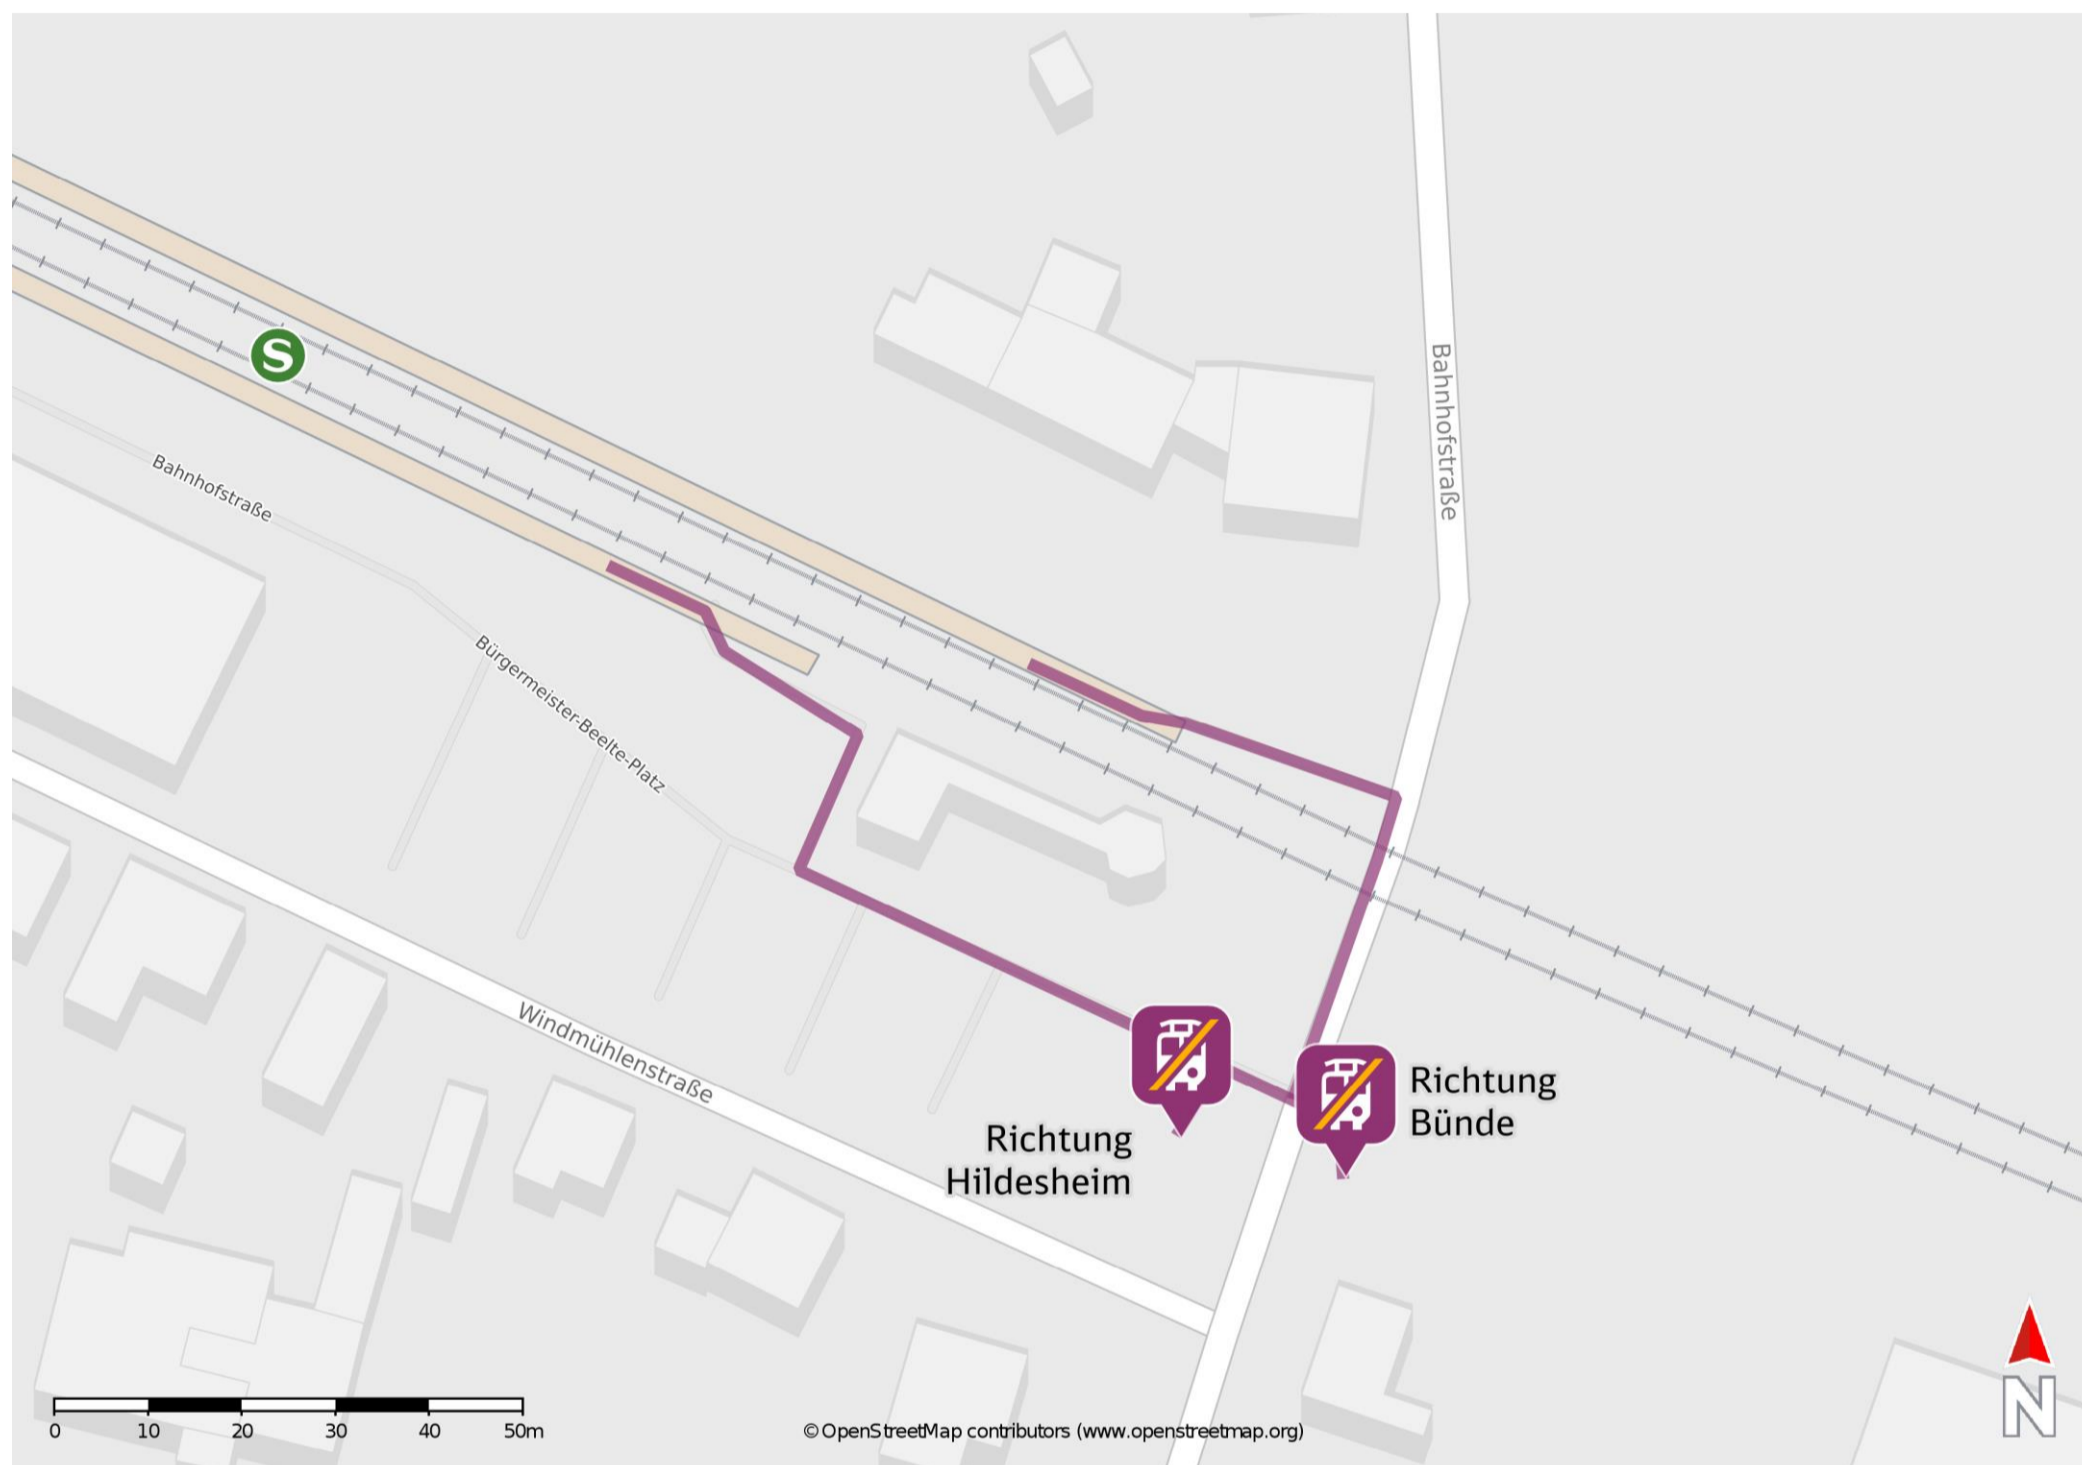 S
Bahnhofstraße
Bahnhofstraße
Bürgermeister-Beelte-Platz
Windmühlenstraße
Richtung
Bünde
Richtung
Hildesheim
0 10 20 30 40 50m
© OpenStreetMap contributors (www.openstreetmap.org)
N